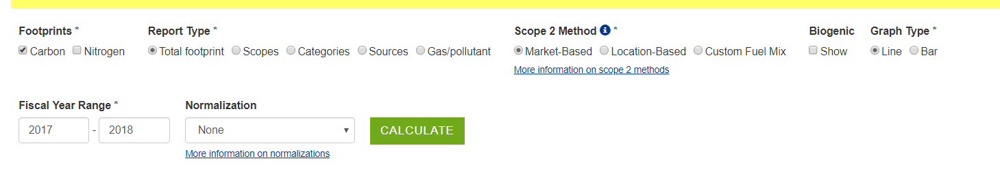 Footprints * Report Type * Scope 2 Method i * Biogenic Graph Type *
Carbon Nitrogen Total footprint Scopes Categories Sources Gas/pollutant Market-Based Location-Based Custom Fuel Mix Show Line Bar
More information on scope 2 methods
Fiscal Year Range * Normalization
2017 - 2018 None CALCULATE
More information on normalizations